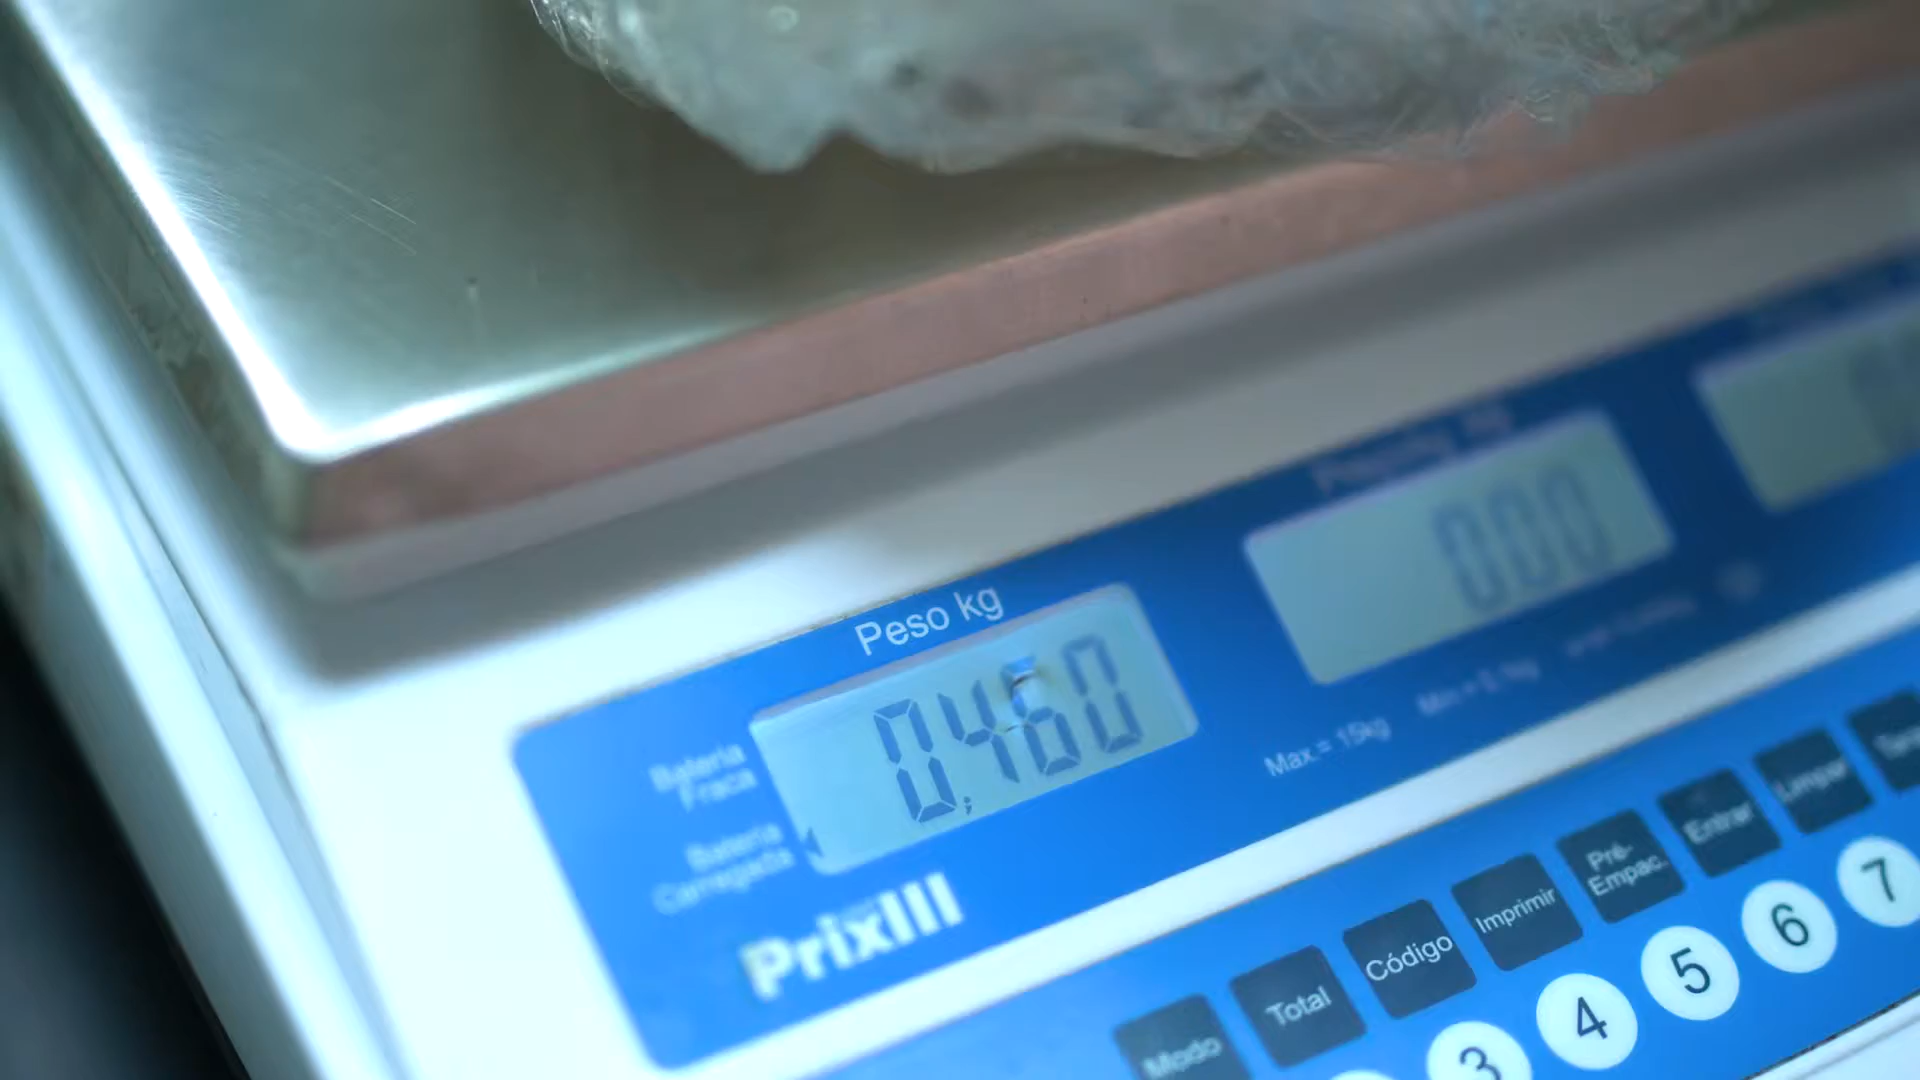 Peso kg
0,460
000
Bateria
Fraca
Bateria
Carregada
Max.= 15kg
PrixIII
Modo
Total
Código
Imprimir
Pré-
Empac.
Entrar
Limpar
3
4
5
6
7